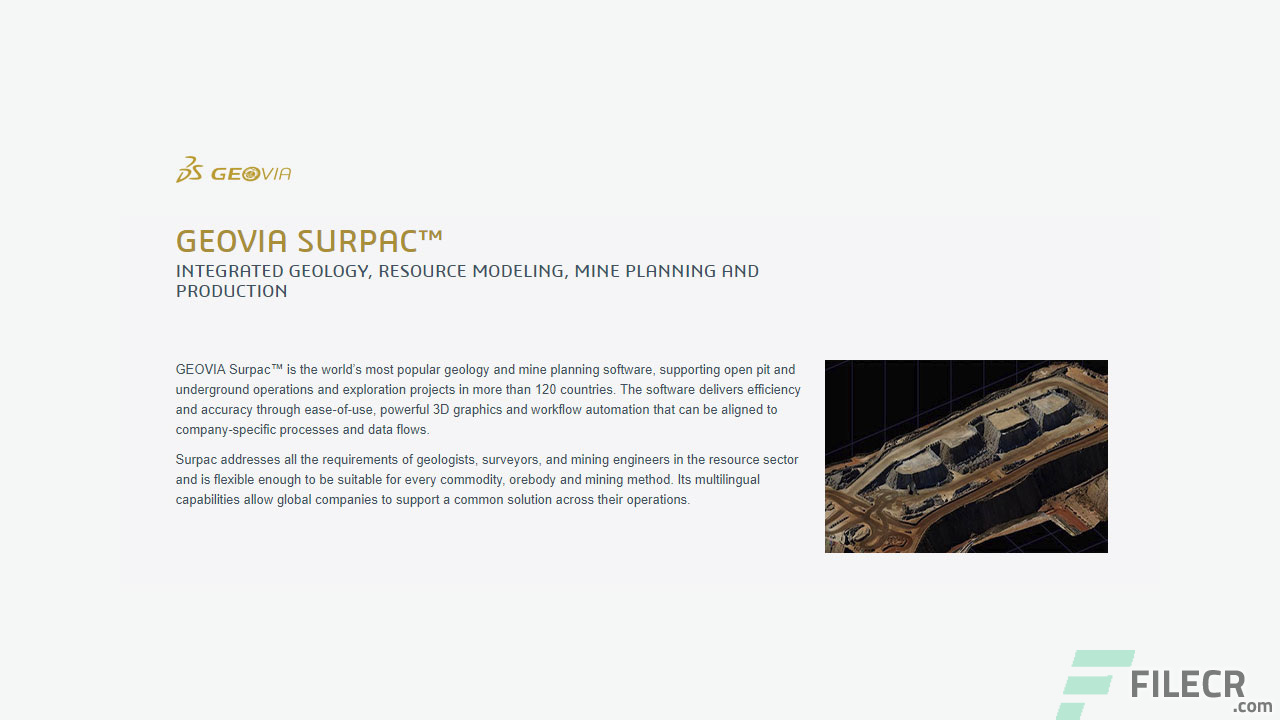 3DS GEOVIA
GEOVIA SURPAC™
INTEGRATED GEOLOGY, RESOURCE MODELING, MINE PLANNING AND
PRODUCTION
GEOVIA Surpac™ is the world's most popular geology and mine planning software, supporting open pit and
underground operations and exploration projects in more than 120 countries. The software delivers efficiency
and accuracy through ease-of-use, powerful 3D graphics and workflow automation that can be aligned to
company-specific processes and data flows.
Surpac addresses all the requirements of geologists, surveyors, and mining engineers in the resource sector
and is flexible enough to be suitable for every commodity, orebody and mining method. Its multilingual
capabilities allow global companies to support a common solution across their operations.
FILECR
.com